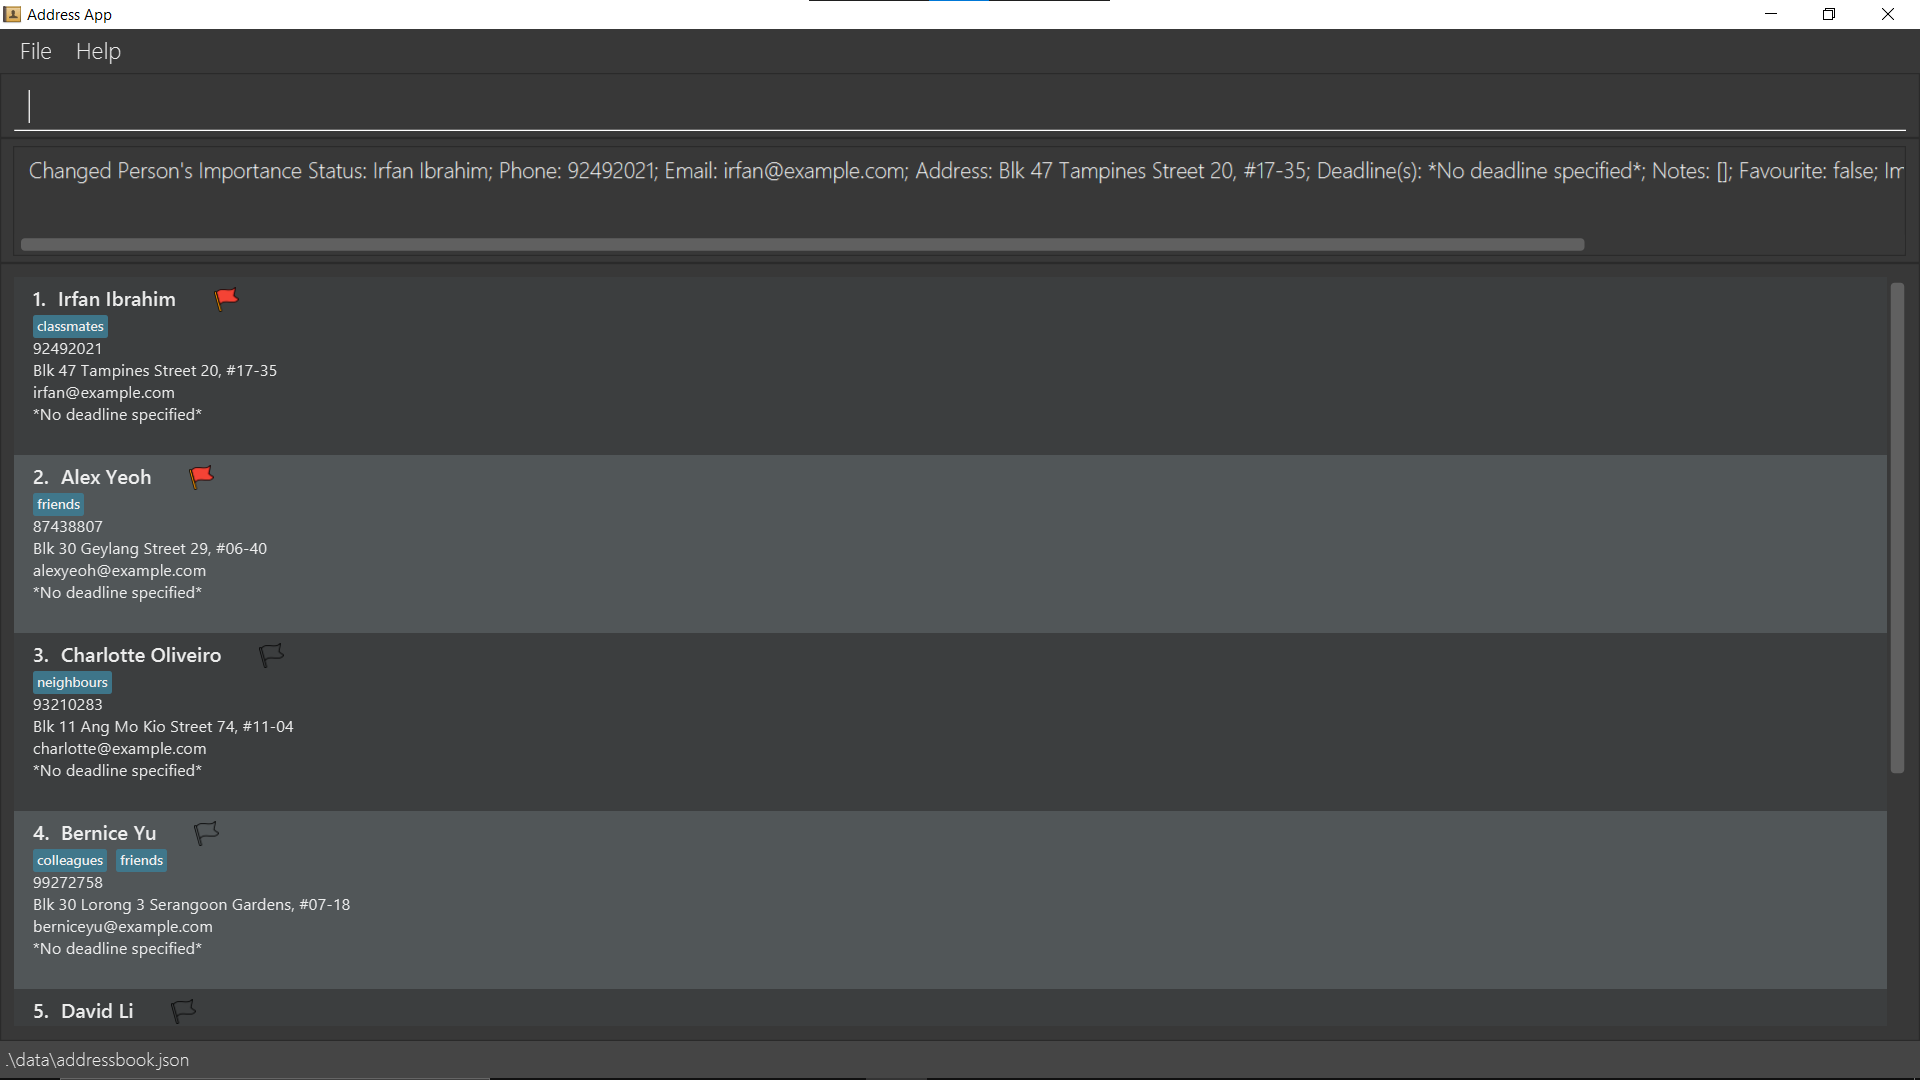 Address App
File Help
Changed Person's Importance Status: Irfan Ibrahim; Phone: 92492021; Email: irfan@example.com; Address: Blk 47 Tampines Street 20, #17-35; Deadline(s): *No deadline specified*; Notes: []; Favourite: false; Im
1. Irfan Ibrahim
classmates
92492021
Blk 47 Tampines Street 20, #17-35
irfan@example.com
*No deadline specified*
2. Alex Yeoh
friends
87438807
Blk 30 Geylang Street 29, #06-40
alexyeoh@example.com
*No deadline specified*
3. Charlotte Oliveiro
neighbours
93210283
Blk 11 Ang Mo Kio Street 74, #11-04
charlotte@example.com
*No deadline specified*
4. Bernice Yu
colleagues friends
99272758
Blk 30 Lorong 3 Serangoon Gardens, #07-18
berniceyu@example.com
*No deadline specified*
5. David Li
.\data\addressbook.json